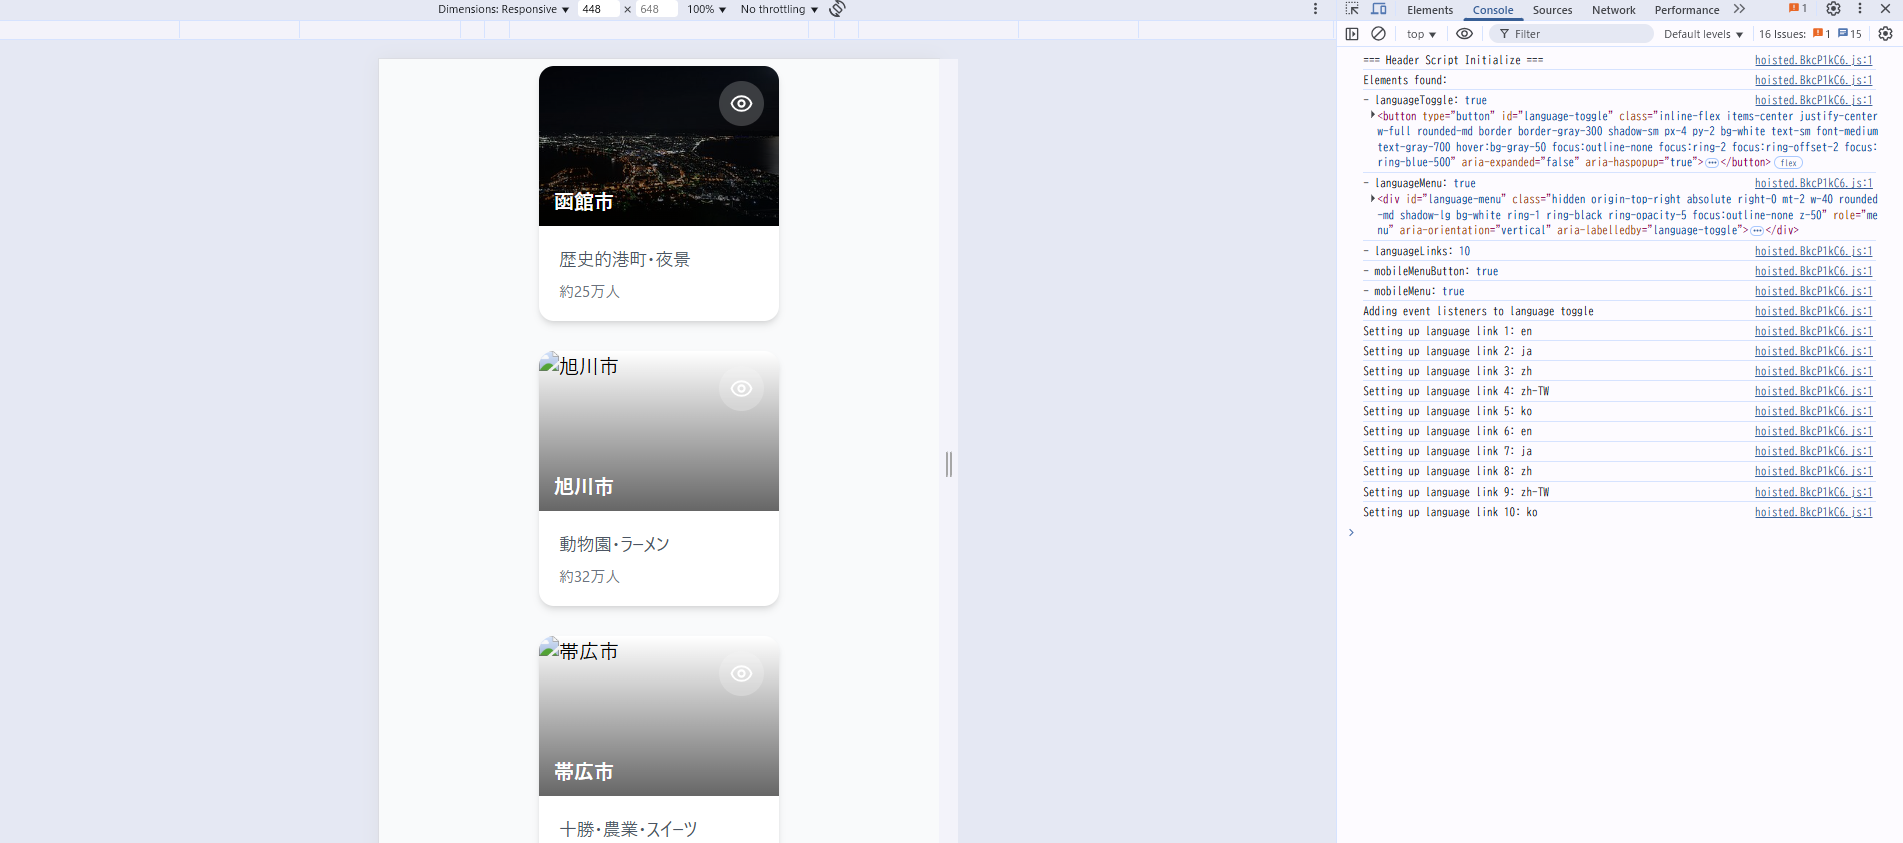 Dimensions: Responsive ▼ 448 × 648 100% ▼ No throttling ▼
函館市
歴史的港町・夜景
約25万人
旭川市
旭川市
動物園・ラーメン
約32万人
帯広市
帯広市
十勝・農業・スイーツ
Elements Console Sources Network Performance 1
top ▼ Filter Default levels ▼ 16 Issues: 1 15
=== Header Script Initialize === hoisted.BkcP1kC6.js:1
Elements found: hoisted.BkcP1kC6.js:1
- languageToggle: true hoisted.BkcP1kC6.js:1
<button type="button" id="language-toggle" class="inline-flex items-center justify-center
w-full rounded-md border border-gray-300 shadow-sm px-4 py-2 bg-white text-sm font-medium
text-gray-700 hover:bg-gray-50 focus:outline-none focus:ring-2 focus:ring-offset-2 focus:
ring-blue-500" aria-expanded="false" aria-haspopup="true">…</button> flex
- languageMenu: true hoisted.BkcP1kC6.js:1
<div id="language-menu" class="hidden origin-top-right absolute right-0 mt-2 w-40 rounded
-md shadow-lg bg-white ring-1 ring-black ring-opacity-5 focus:outline-none z-50" role="me
nu" aria-orientation="vertical" aria-labelledby="language-toggle">…</div>
- languageLinks: 10 hoisted.BkcP1kC6.js:1
- mobileMenuButton: true hoisted.BkcP1kC6.js:1
- mobileMenu: true hoisted.BkcP1kC6.js:1
Adding event listeners to language toggle hoisted.BkcP1kC6.js:1
Setting up language link 1: en hoisted.BkcP1kC6.js:1
Setting up language link 2: ja hoisted.BkcP1kC6.js:1
Setting up language link 3: zh hoisted.BkcP1kC6.js:1
Setting up language link 4: zh-TW hoisted.BkcP1kC6.js:1
Setting up language link 5: ko hoisted.BkcP1kC6.js:1
Setting up language link 6: en hoisted.BkcP1kC6.js:1
Setting up language link 7: ja hoisted.BkcP1kC6.js:1
Setting up language link 8: zh hoisted.BkcP1kC6.js:1
Setting up language link 9: zh-TW hoisted.BkcP1kC6.js:1
Setting up language link 10: ko hoisted.BkcP1kC6.js:1